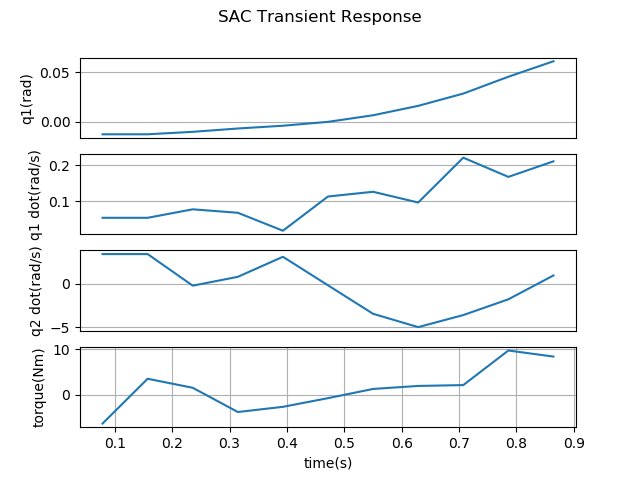 SAC Transient Response
0.05
0.00
q1(rad)
0.2
0.1
q1 dot(rad/s)
0
−5
q2 dot(rad/s)
10
0
torque(Nm)
0.1 0.2 0.3 0.4 0.5 0.6 0.7 0.8 0.9
time(s)